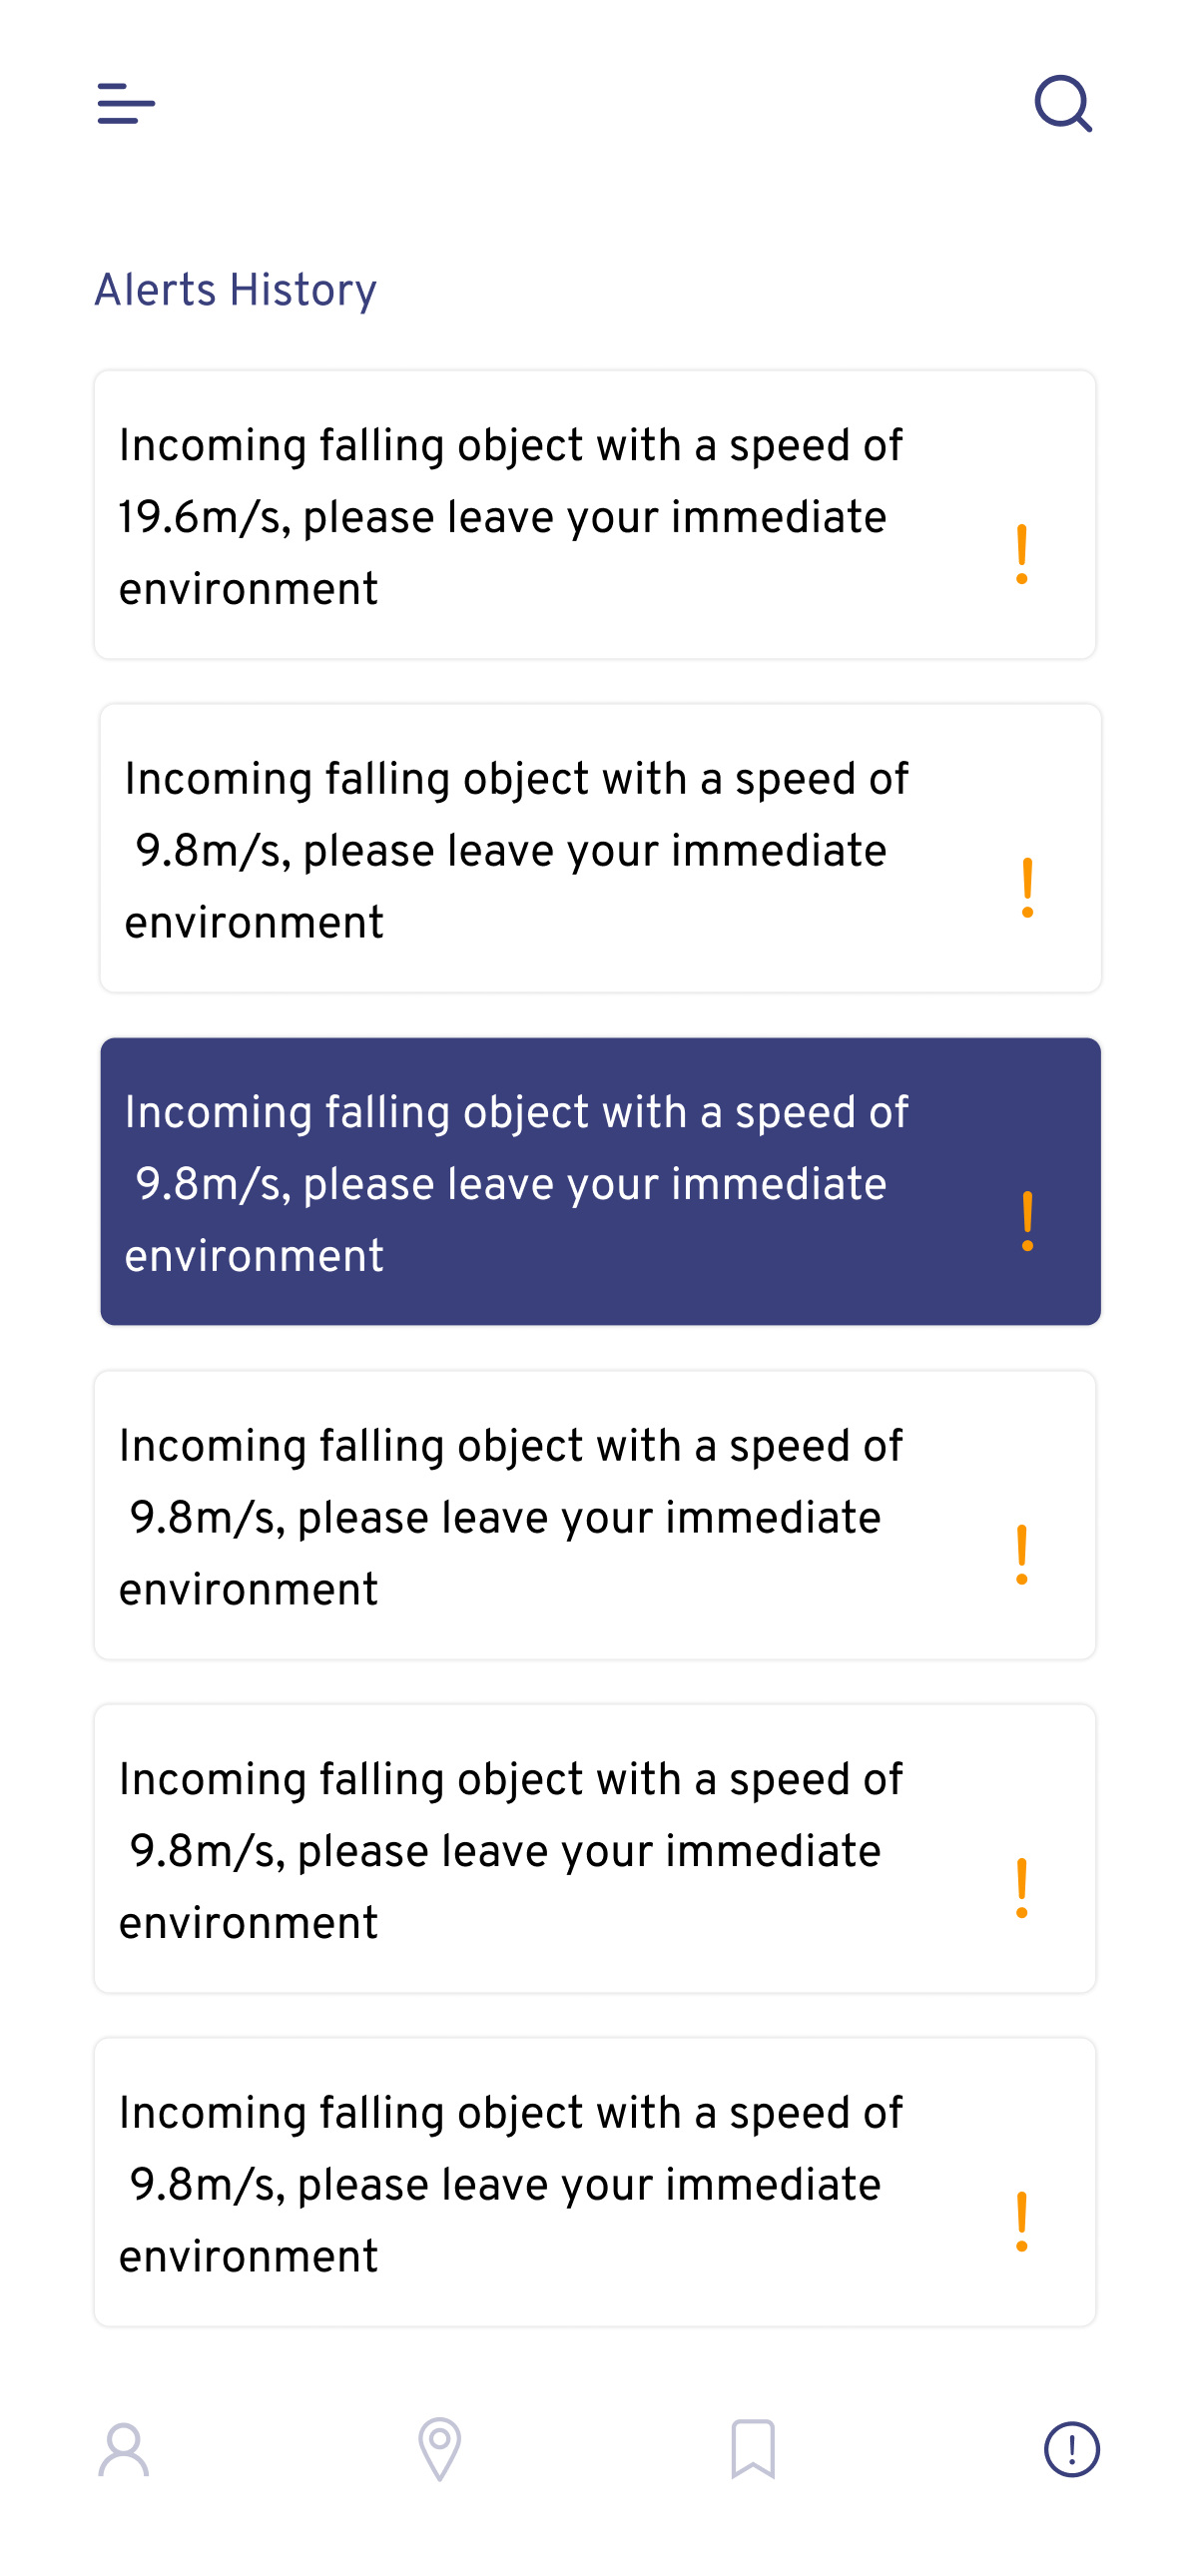 Alerts History
Incoming falling object with a speed of
19.6m/s, please leave your immediate
environment
Incoming falling object with a speed of
9.8m/s, please leave your immediate
environment
Incoming falling object with a speed of
9.8m/s, please leave your immediate
environment
Incoming falling object with a speed of
9.8m/s, please leave your immediate
environment
Incoming falling object with a speed of
9.8m/s, please leave your immediate
environment
Incoming falling object with a speed of
9.8m/s, please leave your immediate
environment